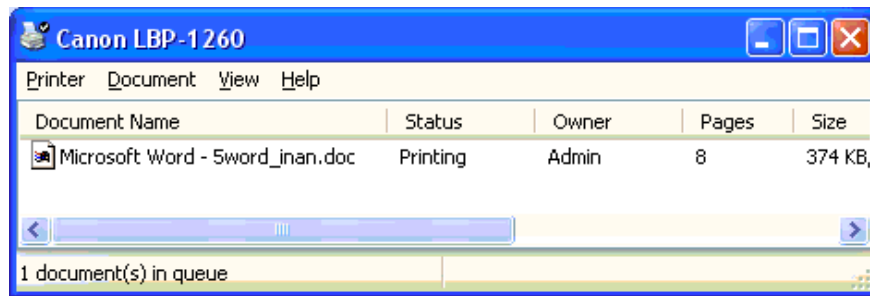 Canon LBP-1260
Printer Document View Help
Document Name Status Owner Pages Size
Microsoft Word - 5word_inan.doc Printing Admin 8 374 KB,
1 document(s) in queue